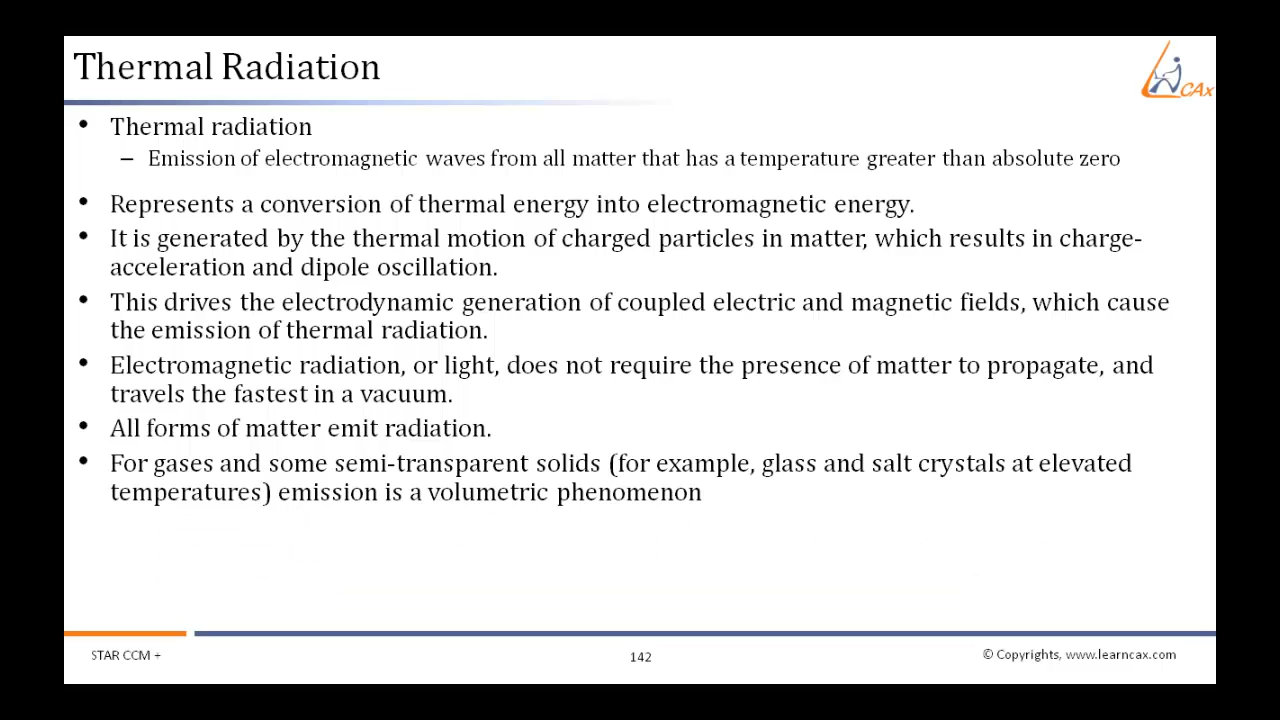 Thermal Radiation
CAx
• Thermal radiation
– Emission of electromagnetic waves from all matter that has a temperature greater than absolute zero
• Represents a conversion of thermal energy into electromagnetic energy.
• It is generated by the thermal motion of charged particles in matter, which results in charge-
acceleration and dipole oscillation.
• This drives the electrodynamic generation of coupled electric and magnetic fields, which cause
the emission of thermal radiation.
• Electromagnetic radiation, or light, does not require the presence of matter to propagate, and
travels the fastest in a vacuum.
• All forms of matter emit radiation.
• For gases and some semi-transparent solids (for example, glass and salt crystals at elevated
temperatures) emission is a volumetric phenomenon
STAR CCM +
142
© Copyrights, www.learncax.com